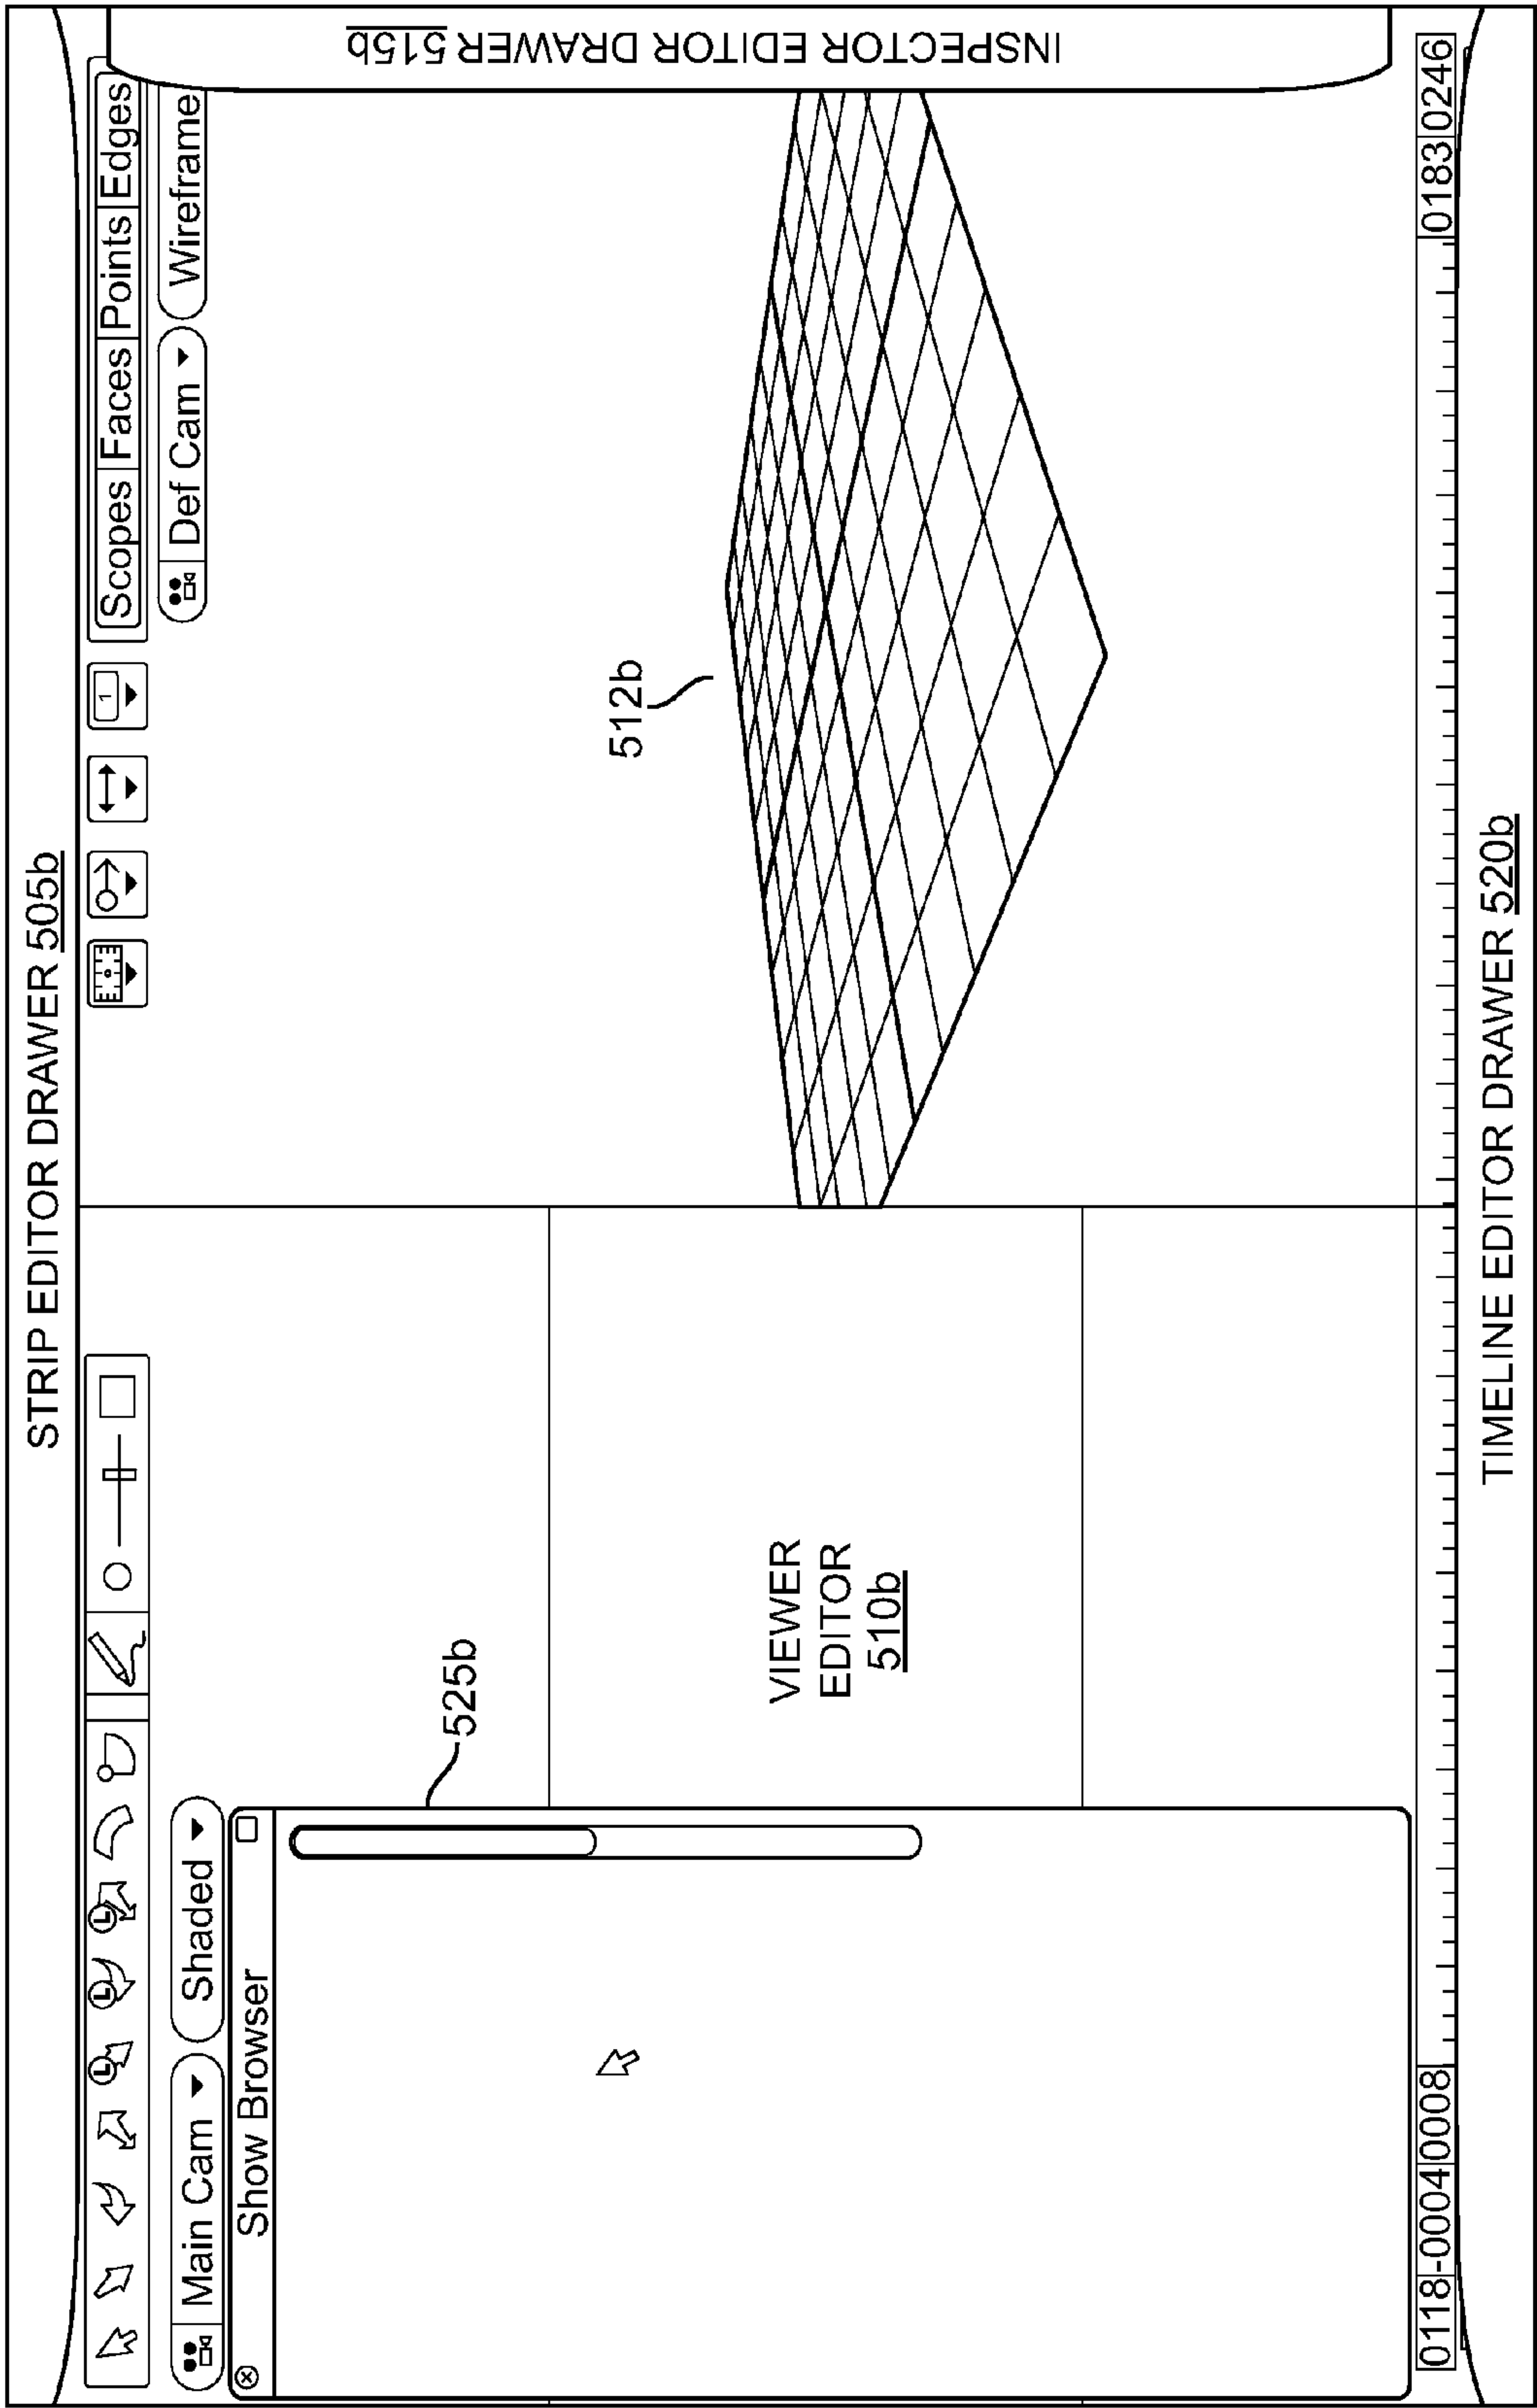 STRIP EDITOR DRAWER 505b
Scopes Faces Points Edges
1
L L L
Main Cam Shaded
Def Cam Wireframe
Show Browser
525b
512b
VIEWER
EDITOR
510b
INSPECTOR EDITOR DRAWER 515b
0118 -0004 0008 0183 0246
TIMELINE EDITOR DRAWER 520b